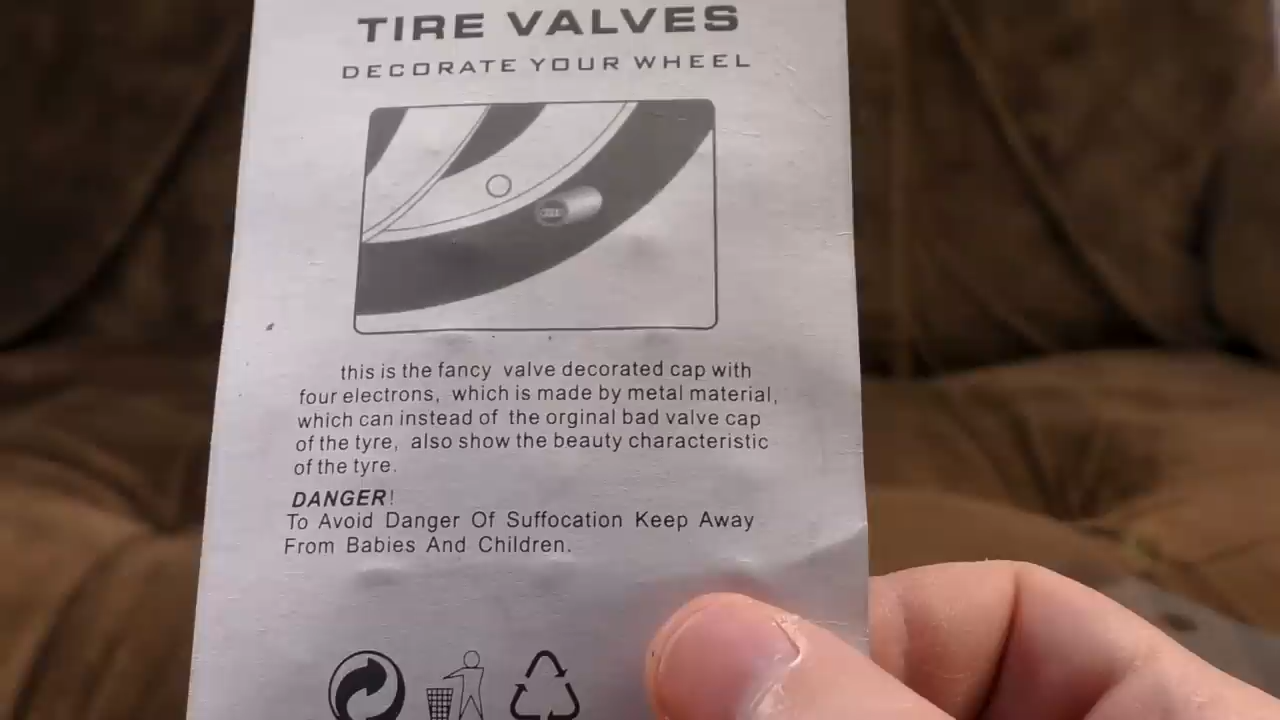 TIRE VALVES
DECORATE YOUR WHEEL
this is the fancy valve decorated cap with
four electrons, which is made by metal material,
which can instead of the orginal bad valve cap
of the tyre, also show the beauty characteristic
of the tyre.
DANGER!
To Avoid Danger Of Suffocation Keep Away
From Babies And Children.